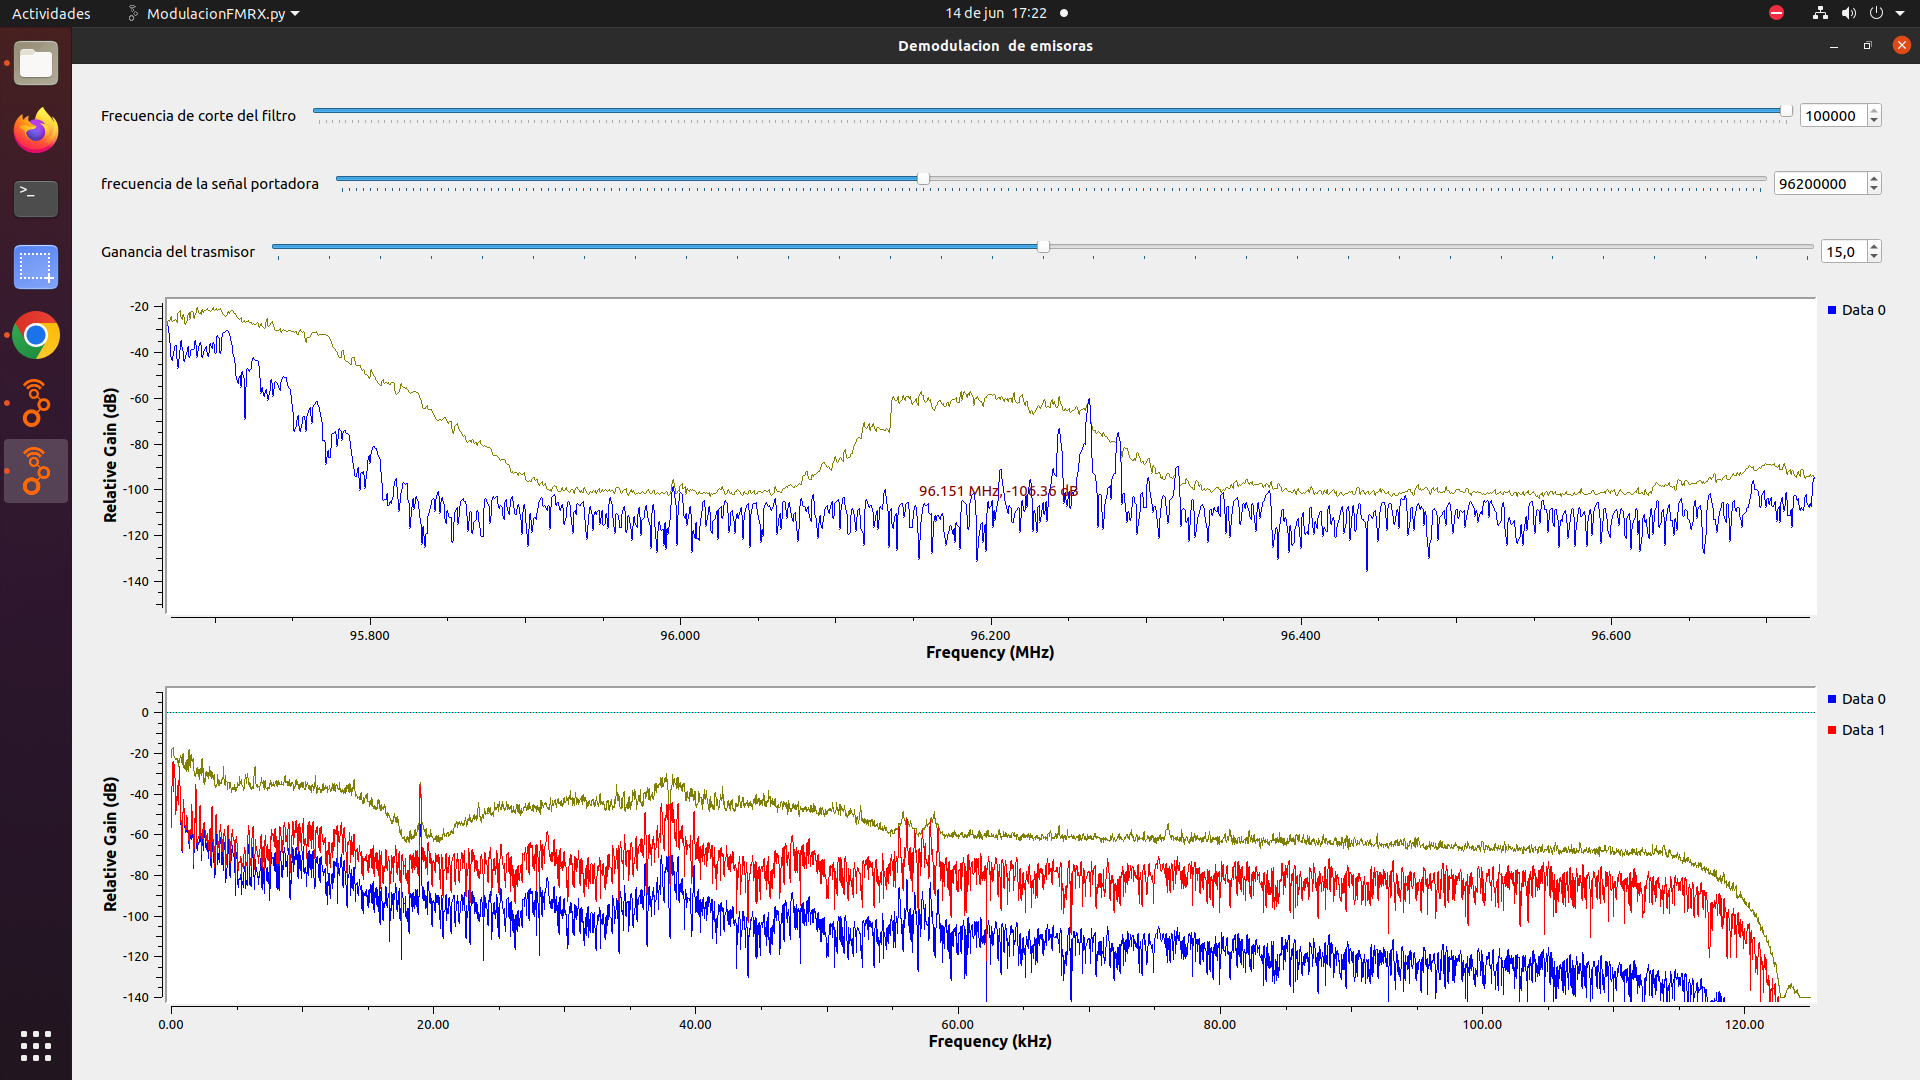 Actividades
ModulacionFMRX.py
14 de jun 17:22
Demodulacion de emisoras
Frecuencia de corte del filtro
100000
frecuencia de la señal portadora
96200000
Ganancia del trasmisor
15,0
Relative Gain (dB)
-20
-40
-60
-80
-100
-120
-140
96.151 MHz, -106.36 dB
Data 0
95.800
96.000
96.200
96.400
96.600
Frequency (MHz)
Relative Gain (dB)
0
-20
-40
-60
-80
-100
-120
-140
Data 0
Data 1
0.00
20.00
40.00
60.00
80.00
100.00
120.00
Frequency (kHz)